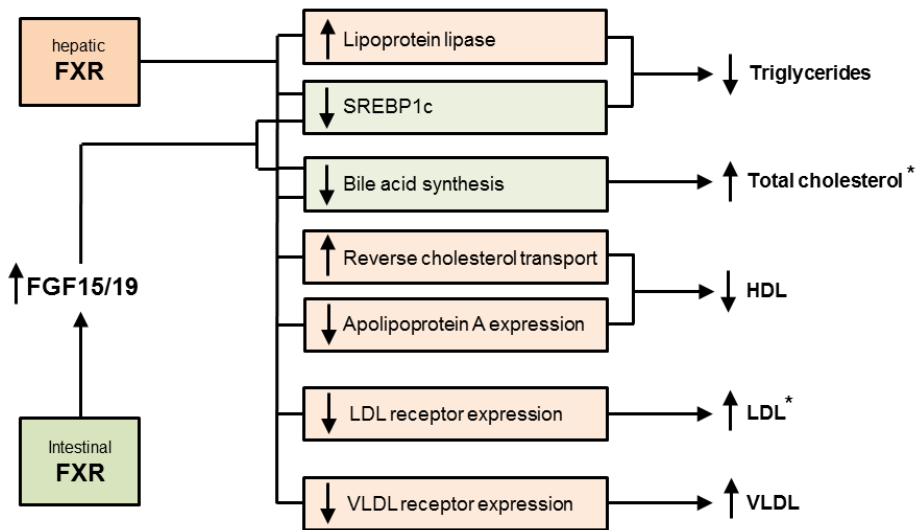 hepatic
FXR
↑ Lipoprotein lipase
↓ Triglycerides
↓ SREBP1c
↓ Bile acid synthesis
↑ Total cholesterol*
↑ Reverse cholesterol transport
↑FGF15/19
↓ HDL
↓ Apolipoprotein A expression
↓ LDL receptor expression
↑ LDL*
Intestinal
FXR
↓ VLDL receptor expression
↑ VLDL